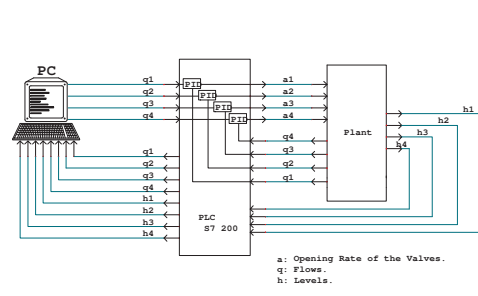 PC
q1
q2
q3
q4
q1
q2
q3
q4
h1
h2
h3
h4
PID
PID
PID
PID
PLC
S7 200
a1
a2
a3
a4
q4
q3
q2
q1
Plant
h1
h2
h3
h4
a: Opening Rate of the Valves.
q: Flows.
h: Levels.